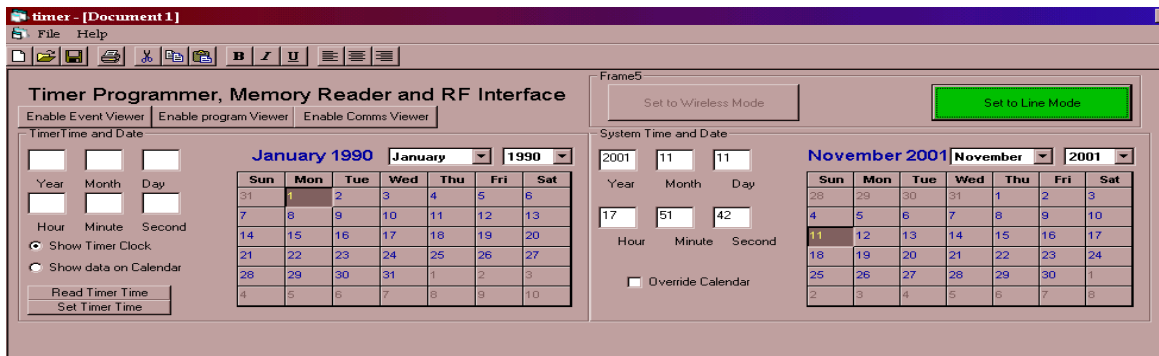 timer - [Document1]
File Help
B I U
Timer Programmer, Memory Reader and RF Interface
Enable Event Viewer Enable program Viewer Enable Comms Viewer
Frame5
Set to Wireless Mode Set to Line Mode
TimerTime and Date
January 1990 January 1990
Year Month Day
Hour Minute Second
Show Timer Clock
Show data on Calendar
Read Timer Time
Set Timer Time
Sun Mon Tue Wed Thu Fri Sat
31 1 2 3 4 5 6
7 8 9 10 11 12 13
14 15 16 17 18 19 20
21 22 23 24 25 26 27
28 29 30 31 1 2 3
4 5 6 7 8 9 10
System Time and Date
2001 11 11
Year Month Day
17 51 42
Hour Minute Second
Override Calendar
November 2001 November 2001
Sun Mon Tue Wed Thu Fri Sat
28 29 30 31 1 2 3
4 5 6 7 8 9 10
11 12 13 14 15 16 17
18 19 20 21 22 23 24
25 26 27 28 29 30 1
2 3 4 5 6 7 8